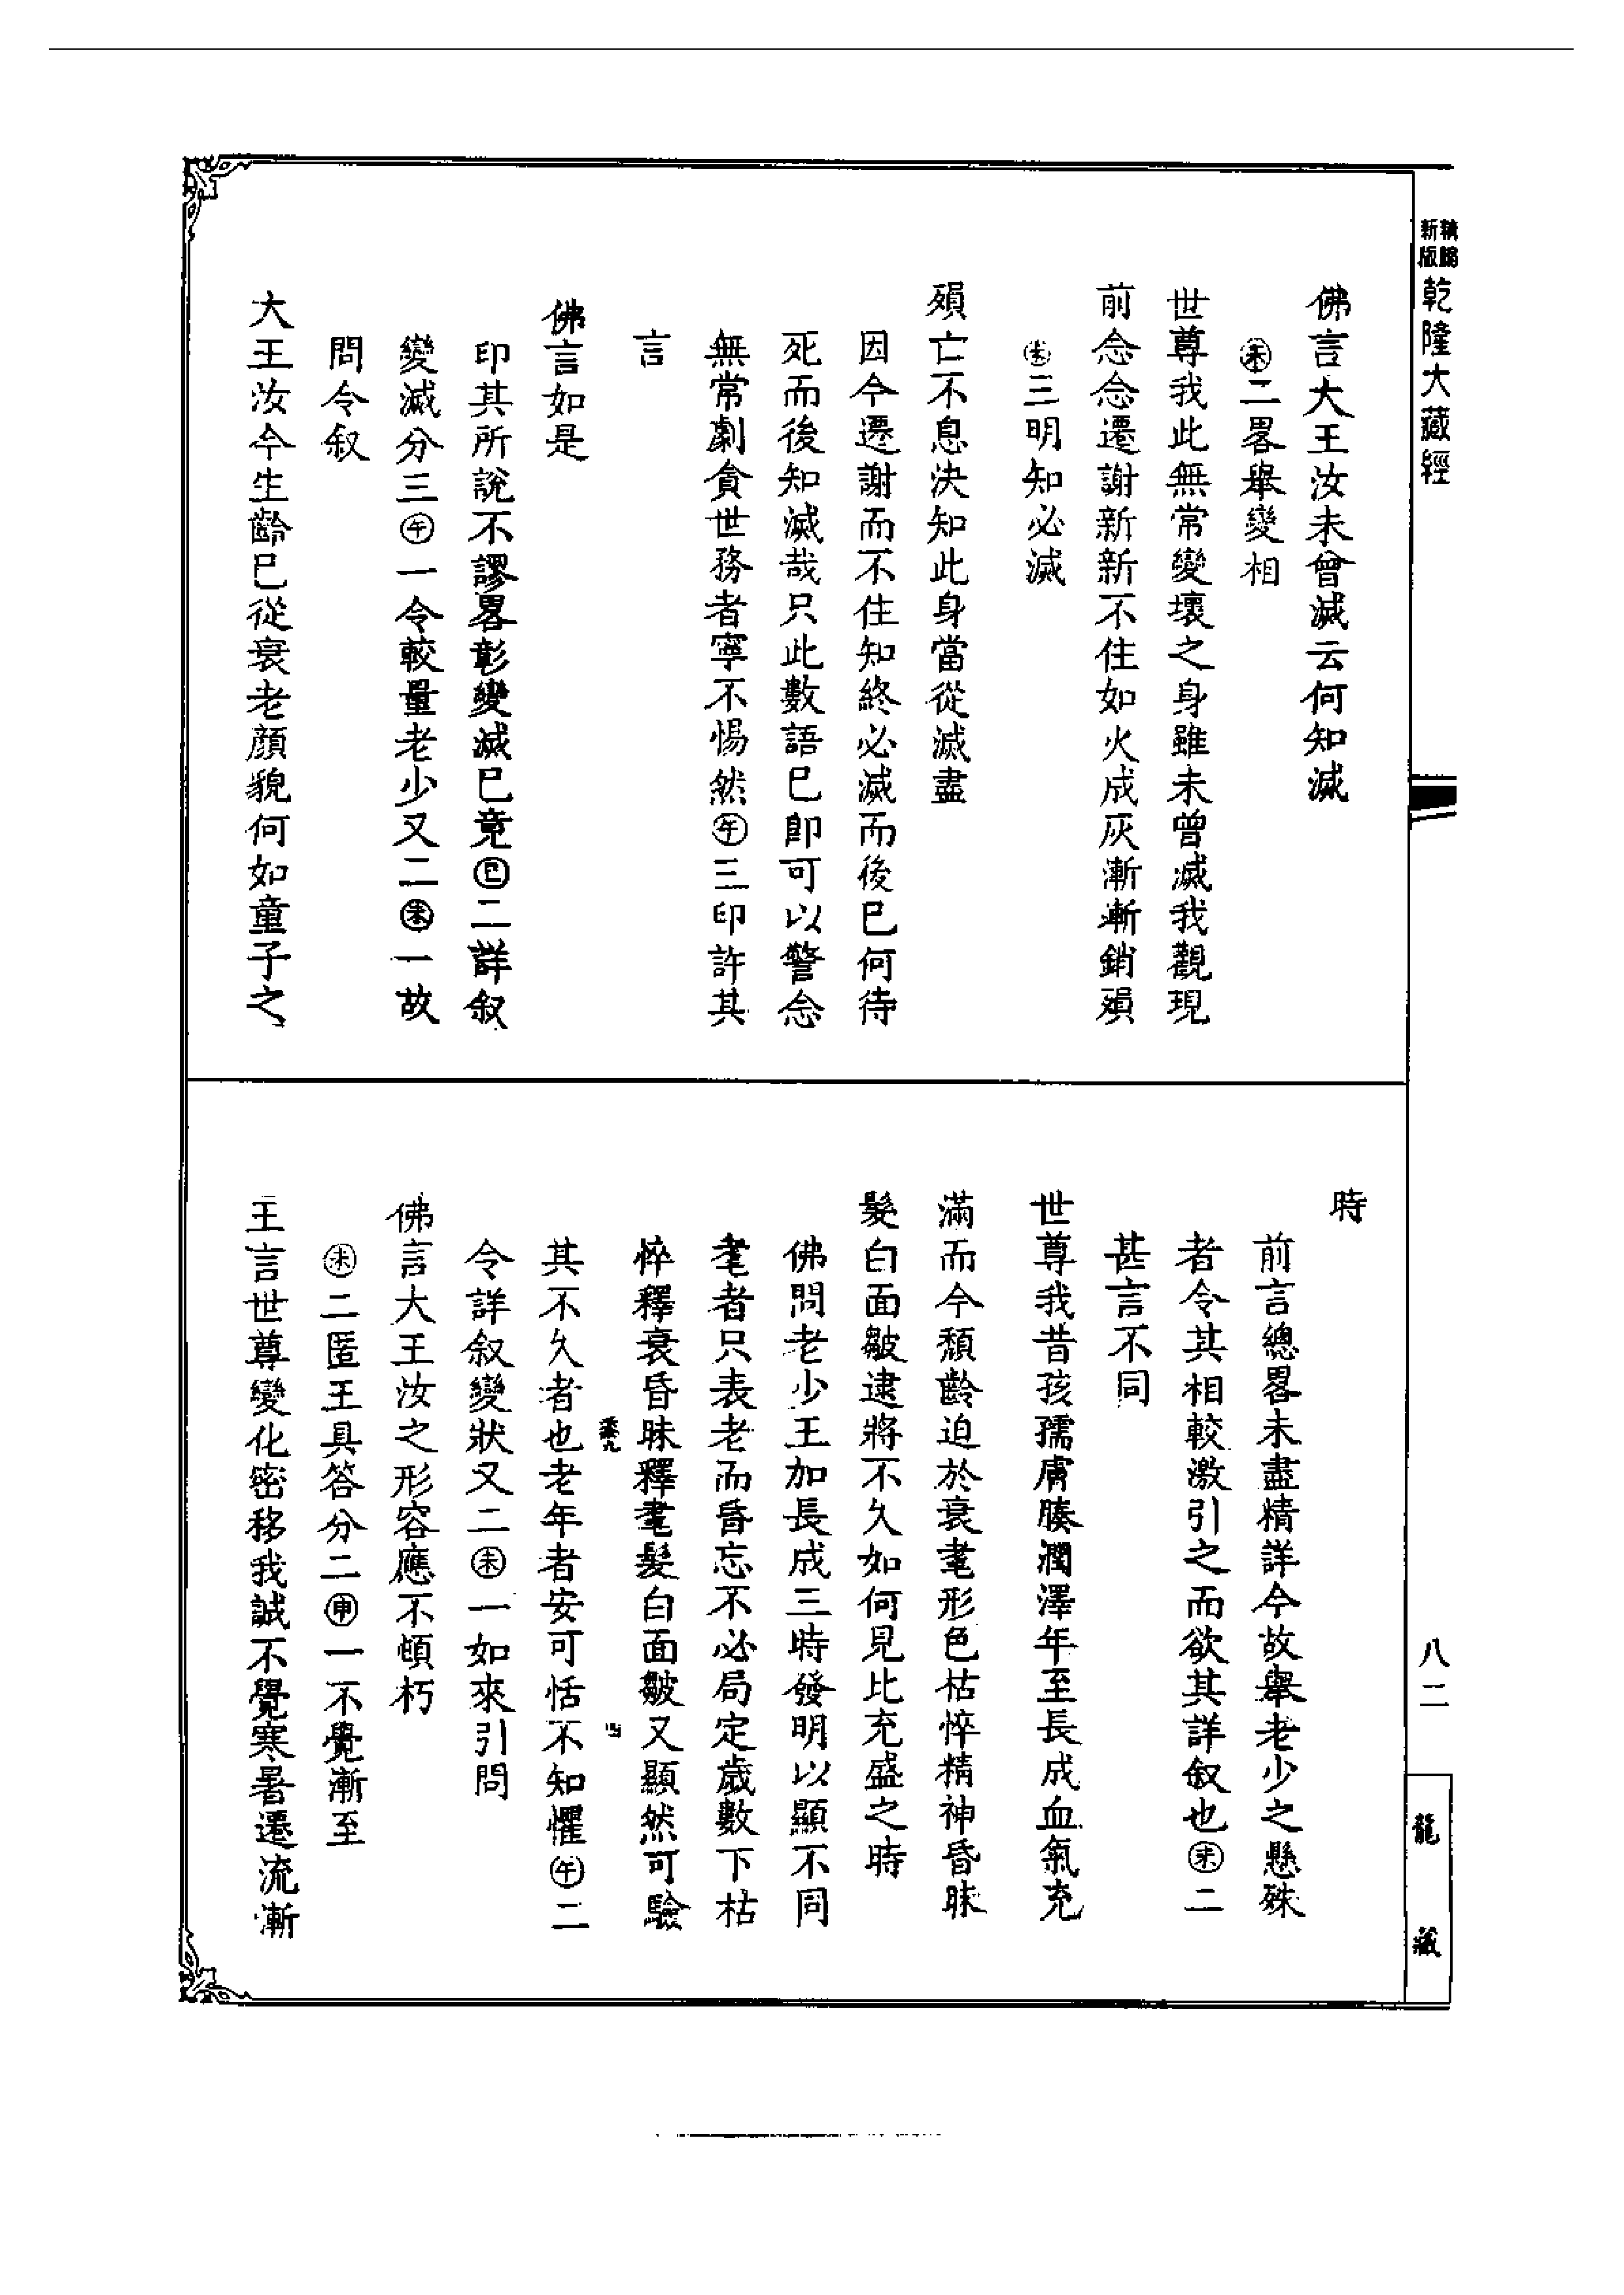 精縮
新版
乾隆大藏經
佛言大王汝未曾滅云何知滅
㊍二畧舉變相
世尊我此無常變壞之身雖未曾滅我觀現
前念念遷謝新新不住如火成灰漸漸銷殞
三明知必滅
殞亡不息決知此身當從滅盡
因今遷謝而不住知終必滅而後巳何待
死而後知滅哉只此數語巳即可以警念
無常劇貪世務者寧不惕然(午)三印許其
言
佛言如是
印其所說不謬畧彰變滅巳竟(巳)二詳叙
變滅分三(午)一令較量老少又二(未)一故
問令叙
大王汝今生齡巳從衰老顏貌何如童子之
時
前言總畧未盡精詳今故舉老少之懸殊
者令其相較激引之而欲其詳叙也(未)二
甚言不同
世尊我昔孩孺膚腠潤澤年至長成血氣充
滿而今頹齡迫於衰耄形色枯悴精神昏昧
髮白面皺逮將不久如何見比充盛之時
佛問老少王加長成三時發明以顯不同
耄者只表老而昏忘不必局定歲數下枯
悴釋衰昏昧釋耄髮白面皺又顯然可驗
其不久者也老年者安可恬不知懼(午)二
令詳叙變狀又二(未)一如來引問
佛言大王汝之形容應不頓朽
(未)二匿王具答分二(申)一不覺漸至
王言世尊變化密移我誠不覺寒暑遷流漸
八二
龍藏